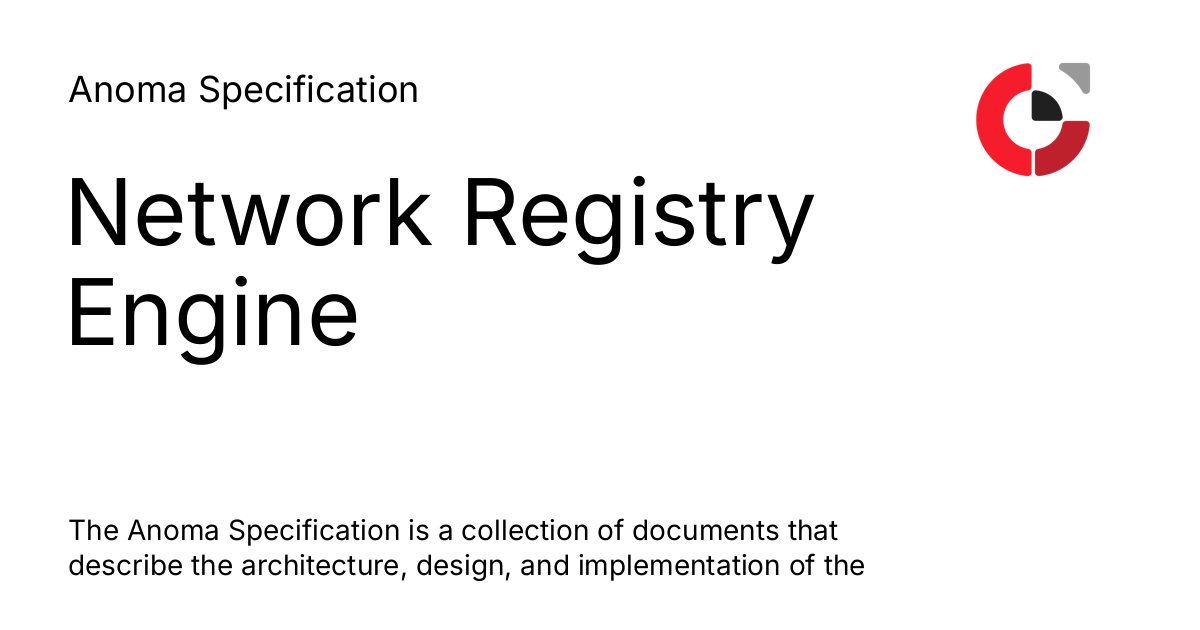 Anoma Specification
Network Registry
Engine
The Anoma Specification is a collection of documents that
describe the architecture, design, and implementation of the